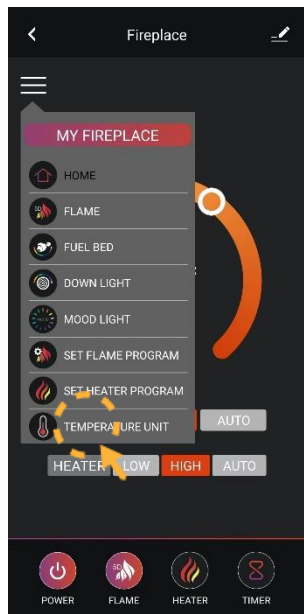 Fireplace
MY FIREPLACE
HOME
FLAME
FUEL BED
DOWN LIGHT
MOOD LIGHT
SET FLAME PROGRAM
SET HEATER PROGRAM
TEMPERATURE UNIT
AUTO
HEATER LOW HIGH AUTO
POWER FLAME HEATER TIMER